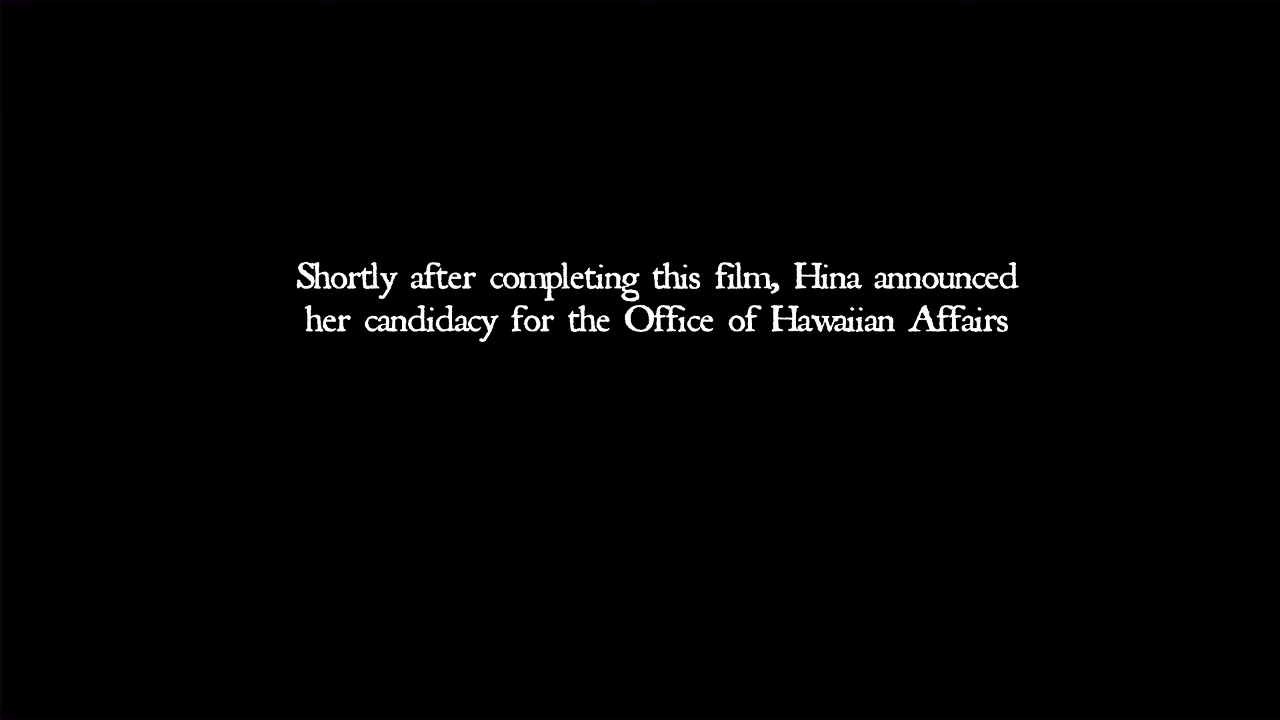 Shortly after completing this film, Hina announced
her candidacy for the Office of Hawaiian Affairs